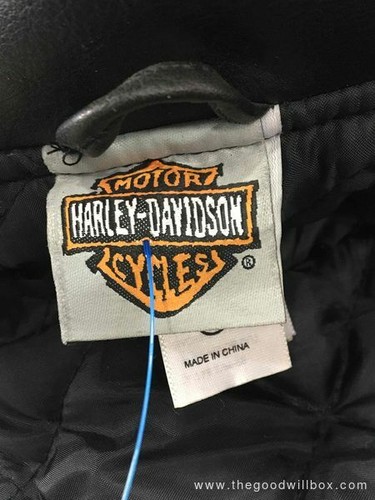 MOTOR
HARLEY-DAVIDSON
CYCLES
®
MADE IN CHINA
www.thegoodwillbox.com